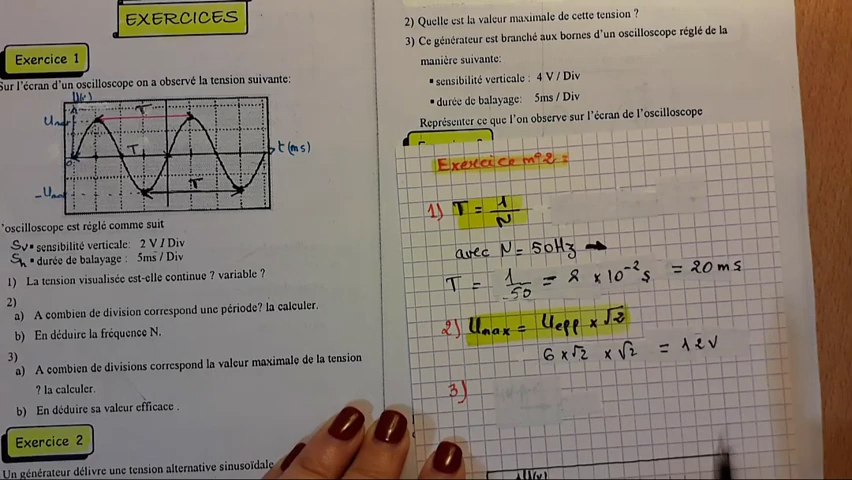 EXERCICES
Exercice 1
Sur l'écran d'un oscilloscope on a observé la tension suivante:
T
T
t(ms)
T
l'oscilloscope est réglé comme suit
Sv ▪ sensibilité verticale: 2 V / Div
Sh ▪ durée de balayage : 5ms / Div
1) La tension visualisée est-elle continue ? variable ?
2)
a) A combien de division correspond une période? la calculer.
b) En déduire la fréquence N.
3)
a) A combien de divisions correspond la valeur maximale de la tension
? la calculer.
b) En déduire sa valeur efficace .
Exercice 2
Un générateur délivre une tension alternative sinusoïdale
2) Quelle est la valeur maximale de cette tension ?
3) Ce générateur est branché aux bornes d'un oscilloscope réglé de la
manière suivante:
▪ sensibilité verticale : 4 V / Div
▪ durée de balayage : 5ms / Div
Représenter ce que l'on observe sur l'écran de l'oscilloscope
Exercice n°2 :
1) T = 1/N
avec N = 50Hz →
T = 1/50 = 2 × 10⁻² s = 20 ms
2) Umax = Ueff × √2
6 × √2 × √2 = 12V
3)